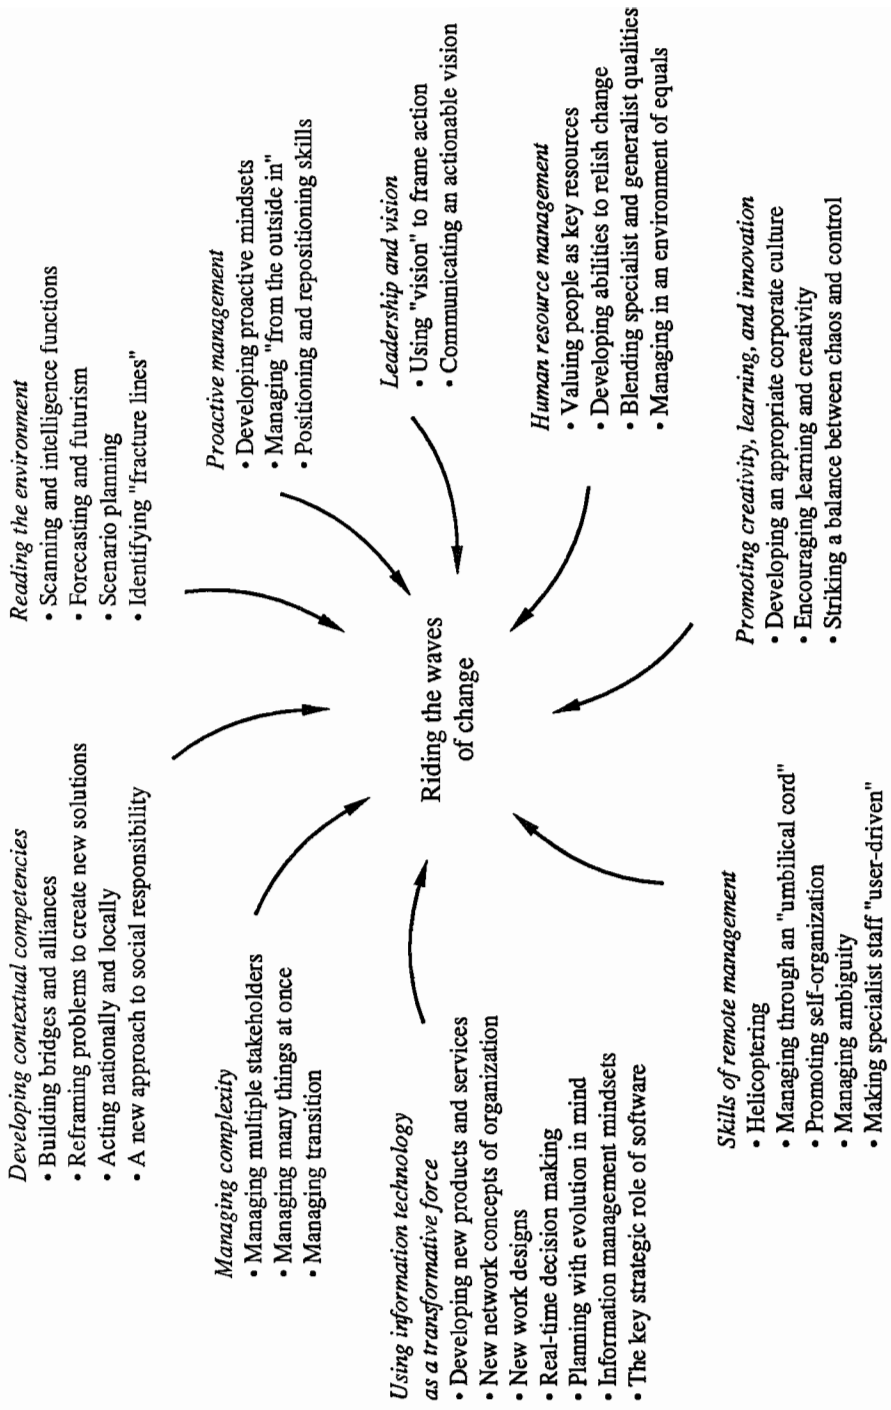 Reading the environment
• Scanning and intelligence functions
• Forecasting and futurism
• Scenario planning
• Identifying "fracture lines"
Proactive management
• Developing proactive mindsets
• Managing "from the outside in"
• Positioning and repositioning skills
Leadership and vision
• Using "vision" to frame action
• Communicating an actionable vision
Human resource management
• Valuing people as key resources
• Developing abilities to relish change
• Blending specialist and generalist qualities
• Managing in an environment of equals
Promoting creativity, learning, and innovation
• Developing an appropriate corporate culture
• Encouraging learning and creativity
• Striking a balance between chaos and control
Skills of remote management
• Helicoptering
• Managing through an "umbilical cord"
• Promoting self-organization
• Managing ambiguity
• Making specialist staff "user-driven"
Using information technology
as a transformative force
• Developing new products and services
• New network concepts of organization
• New work designs
• Real-time decision making
• Planning with evolution in mind
• Information management mindsets
• The key strategic role of software
Managing complexity
• Managing multiple stakeholders
• Managing many things at once
• Managing transition
Developing contextual competencies
• Building bridges and alliances
• Reframing problems to create new solutions
• Acting nationally and locally
• A new approach to social responsibility
Riding the waves
of change